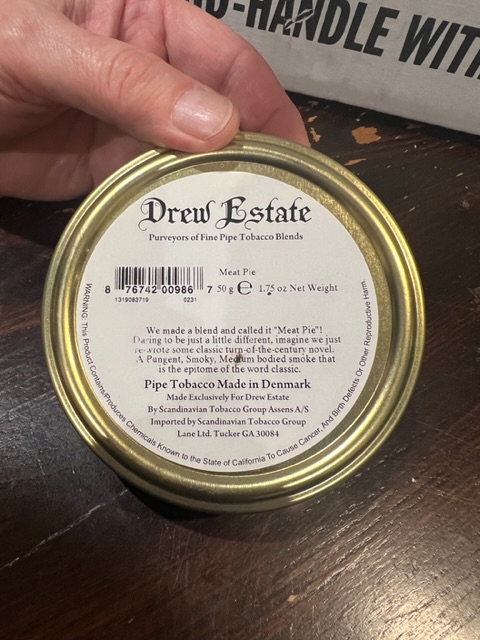 -HANDLE WITH
Drew Estate
Purveyors of Fine Pipe Tobacco Blends
Meat Pie
8 76742 00986 7 50 g ℮ 1.75 oz Net Weight
1319083719 0231
We made a blend and called it "Meat Pie"!
Daring to be just a little different, imagine we just
re-wrote some classic turn-of-the-century novel.
A Pungent, Smoky, Medium bodied smoke that
is the epitome of the word classic.
Pipe Tobacco Made in Denmark
Made Exclusively For Drew Estate
By Scandinavian Tobacco Group Assens A/S
Imported by Scandinavian Tobacco Group
Lane Ltd. Tucker GA 30084
WARNING: This Product Contains/Produces Chemicals Known to the State of California To Cause Cancer, And Birth Defects Or Other Reproductive Harm.